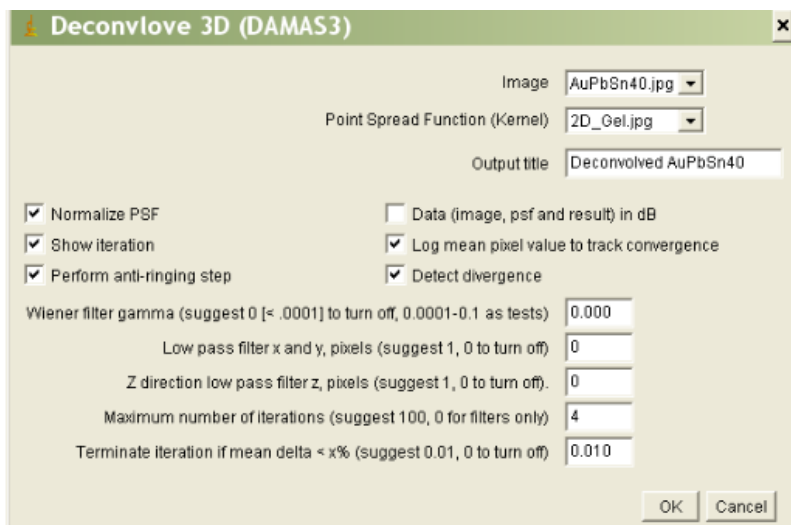 Deconvlove 3D (DAMAS3)
Image AuPbSn40.jpg
Point Spread Function (Kernel) 2D_Gel.jpg
Output title Deconvolved AuPbSn40
Normalize PSF Data (image, psf and result) in dB
Show iteration Log mean pixel value to track convergence
Perform anti-ringing step Detect divergence
Wiener filter gamma (suggest 0 [< .0001] to turn off, 0.0001-0.1 as tests) 0.000
Low pass filter x and y, pixels (suggest 1, 0 to turn off) 0
Z direction low pass filter z, pixels (suggest 1, 0 to turn off). 0
Maximum number of iterations (suggest 100, 0 for filters only) 4
Terminate iteration if mean delta < x% (suggest 0.01, 0 to turn off) 0.010
OK Cancel